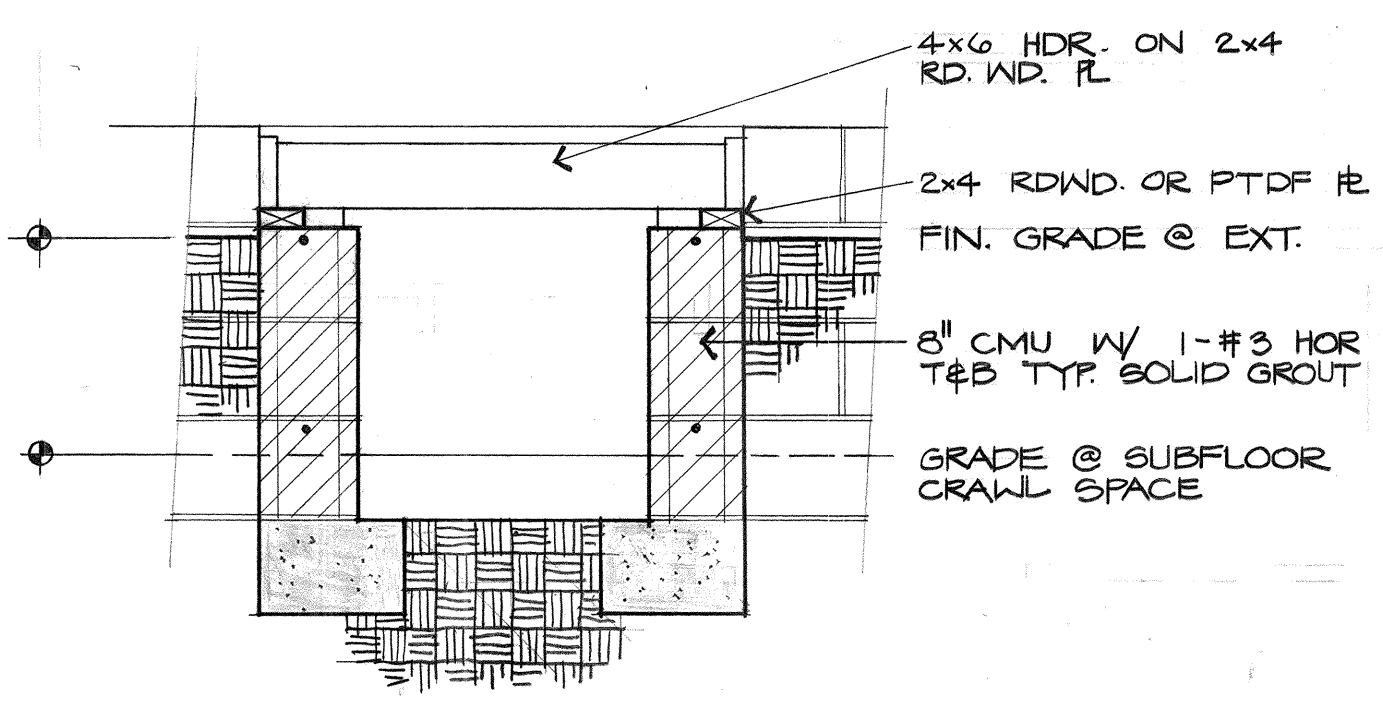 4x6 HDR. ON 2x4
RD. WD. PL
2x4 RDWD. OR PTDF PL
FIN. GRADE @ EXT.
8" CMU W/ 1-#3 HOR
T&B TYP. SOLID GROUT
GRADE @ SUBFLOOR
CRAWL SPACE